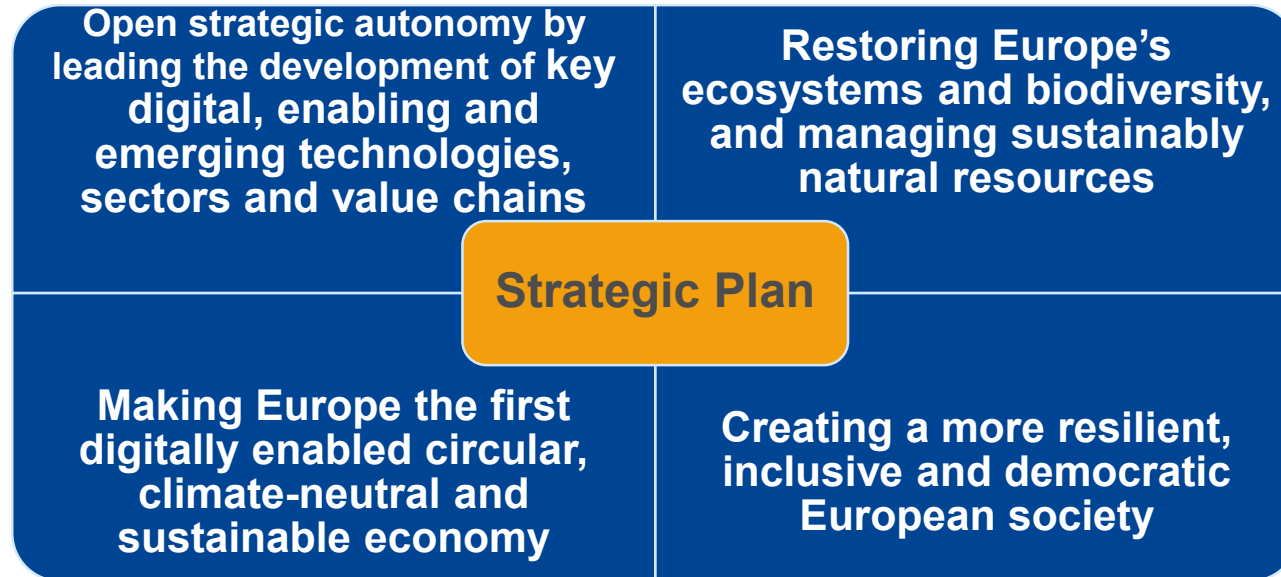 Open strategic autonomy by
leading the development of key
digital, enabling and
emerging technologies,
sectors and value chains
Restoring Europe’s
ecosystems and biodiversity,
and managing sustainably
natural resources
Strategic Plan
Making Europe the first
digitally enabled circular,
climate-neutral and
sustainable economy
Creating a more resilient,
inclusive and democratic
European society